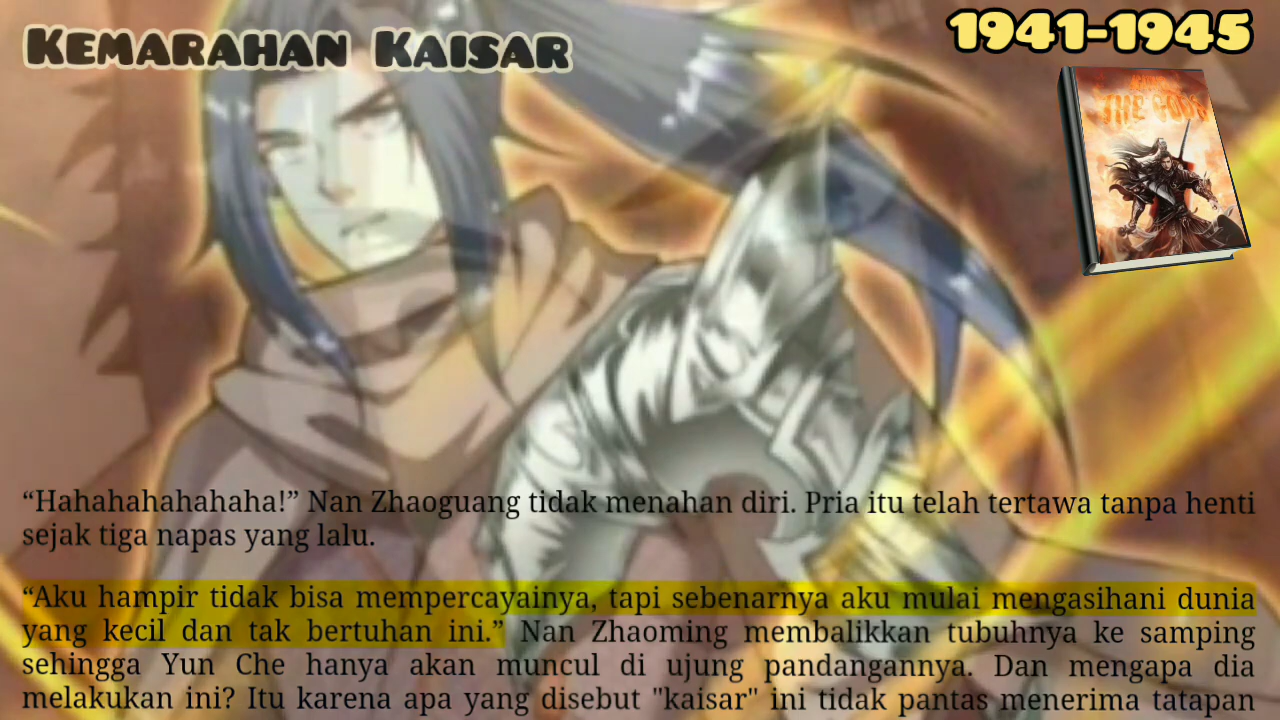 Kemarahan Kaisar
1941-1945
THE GODS
“Hahahahahahaha!” Nan Zhaoguang tidak menahan diri. Pria itu telah tertawa tanpa henti
sejak tiga napas yang lalu.
“Aku hampir tidak bisa mempercayainya, tapi sebenarnya aku mulai mengasihani dunia
yang kecil dan tak bertuhan ini.” Nan Zhaoming membalikkan tubuhnya ke samping
sehingga Yun Che hanya akan muncul di ujung pandangannya. Dan mengapa dia
melakukan ini? Itu karena apa yang disebut "kaisar" ini tidak pantas menerima tatapan